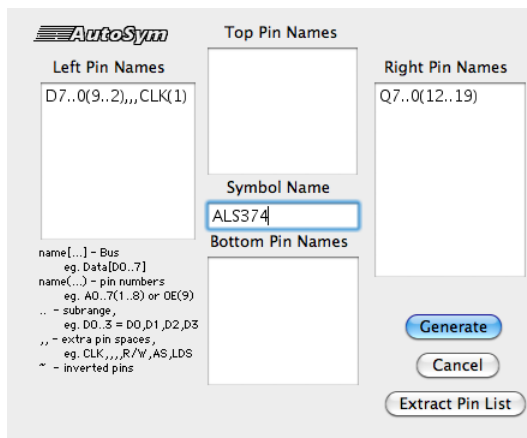 AutoSym
Top Pin Names
Left Pin Names
Right Pin Names
D7..0(9..2),,,CLK(1)
Q7..0(12..19)
Symbol Name
ALS374
Bottom Pin Names
name[...] - Bus
eg. Data[D0..7]
name(...) - pin numbers
eg. A0..7(1..8) or OE(9)
.. - subrange,
eg. D0..3 = D0,D1,D2,D3
,, - extra pin spaces,
eg. CLK,,,,R/W,AS,LDS
~ - inverted pins
Generate
Cancel
Extract Pin List